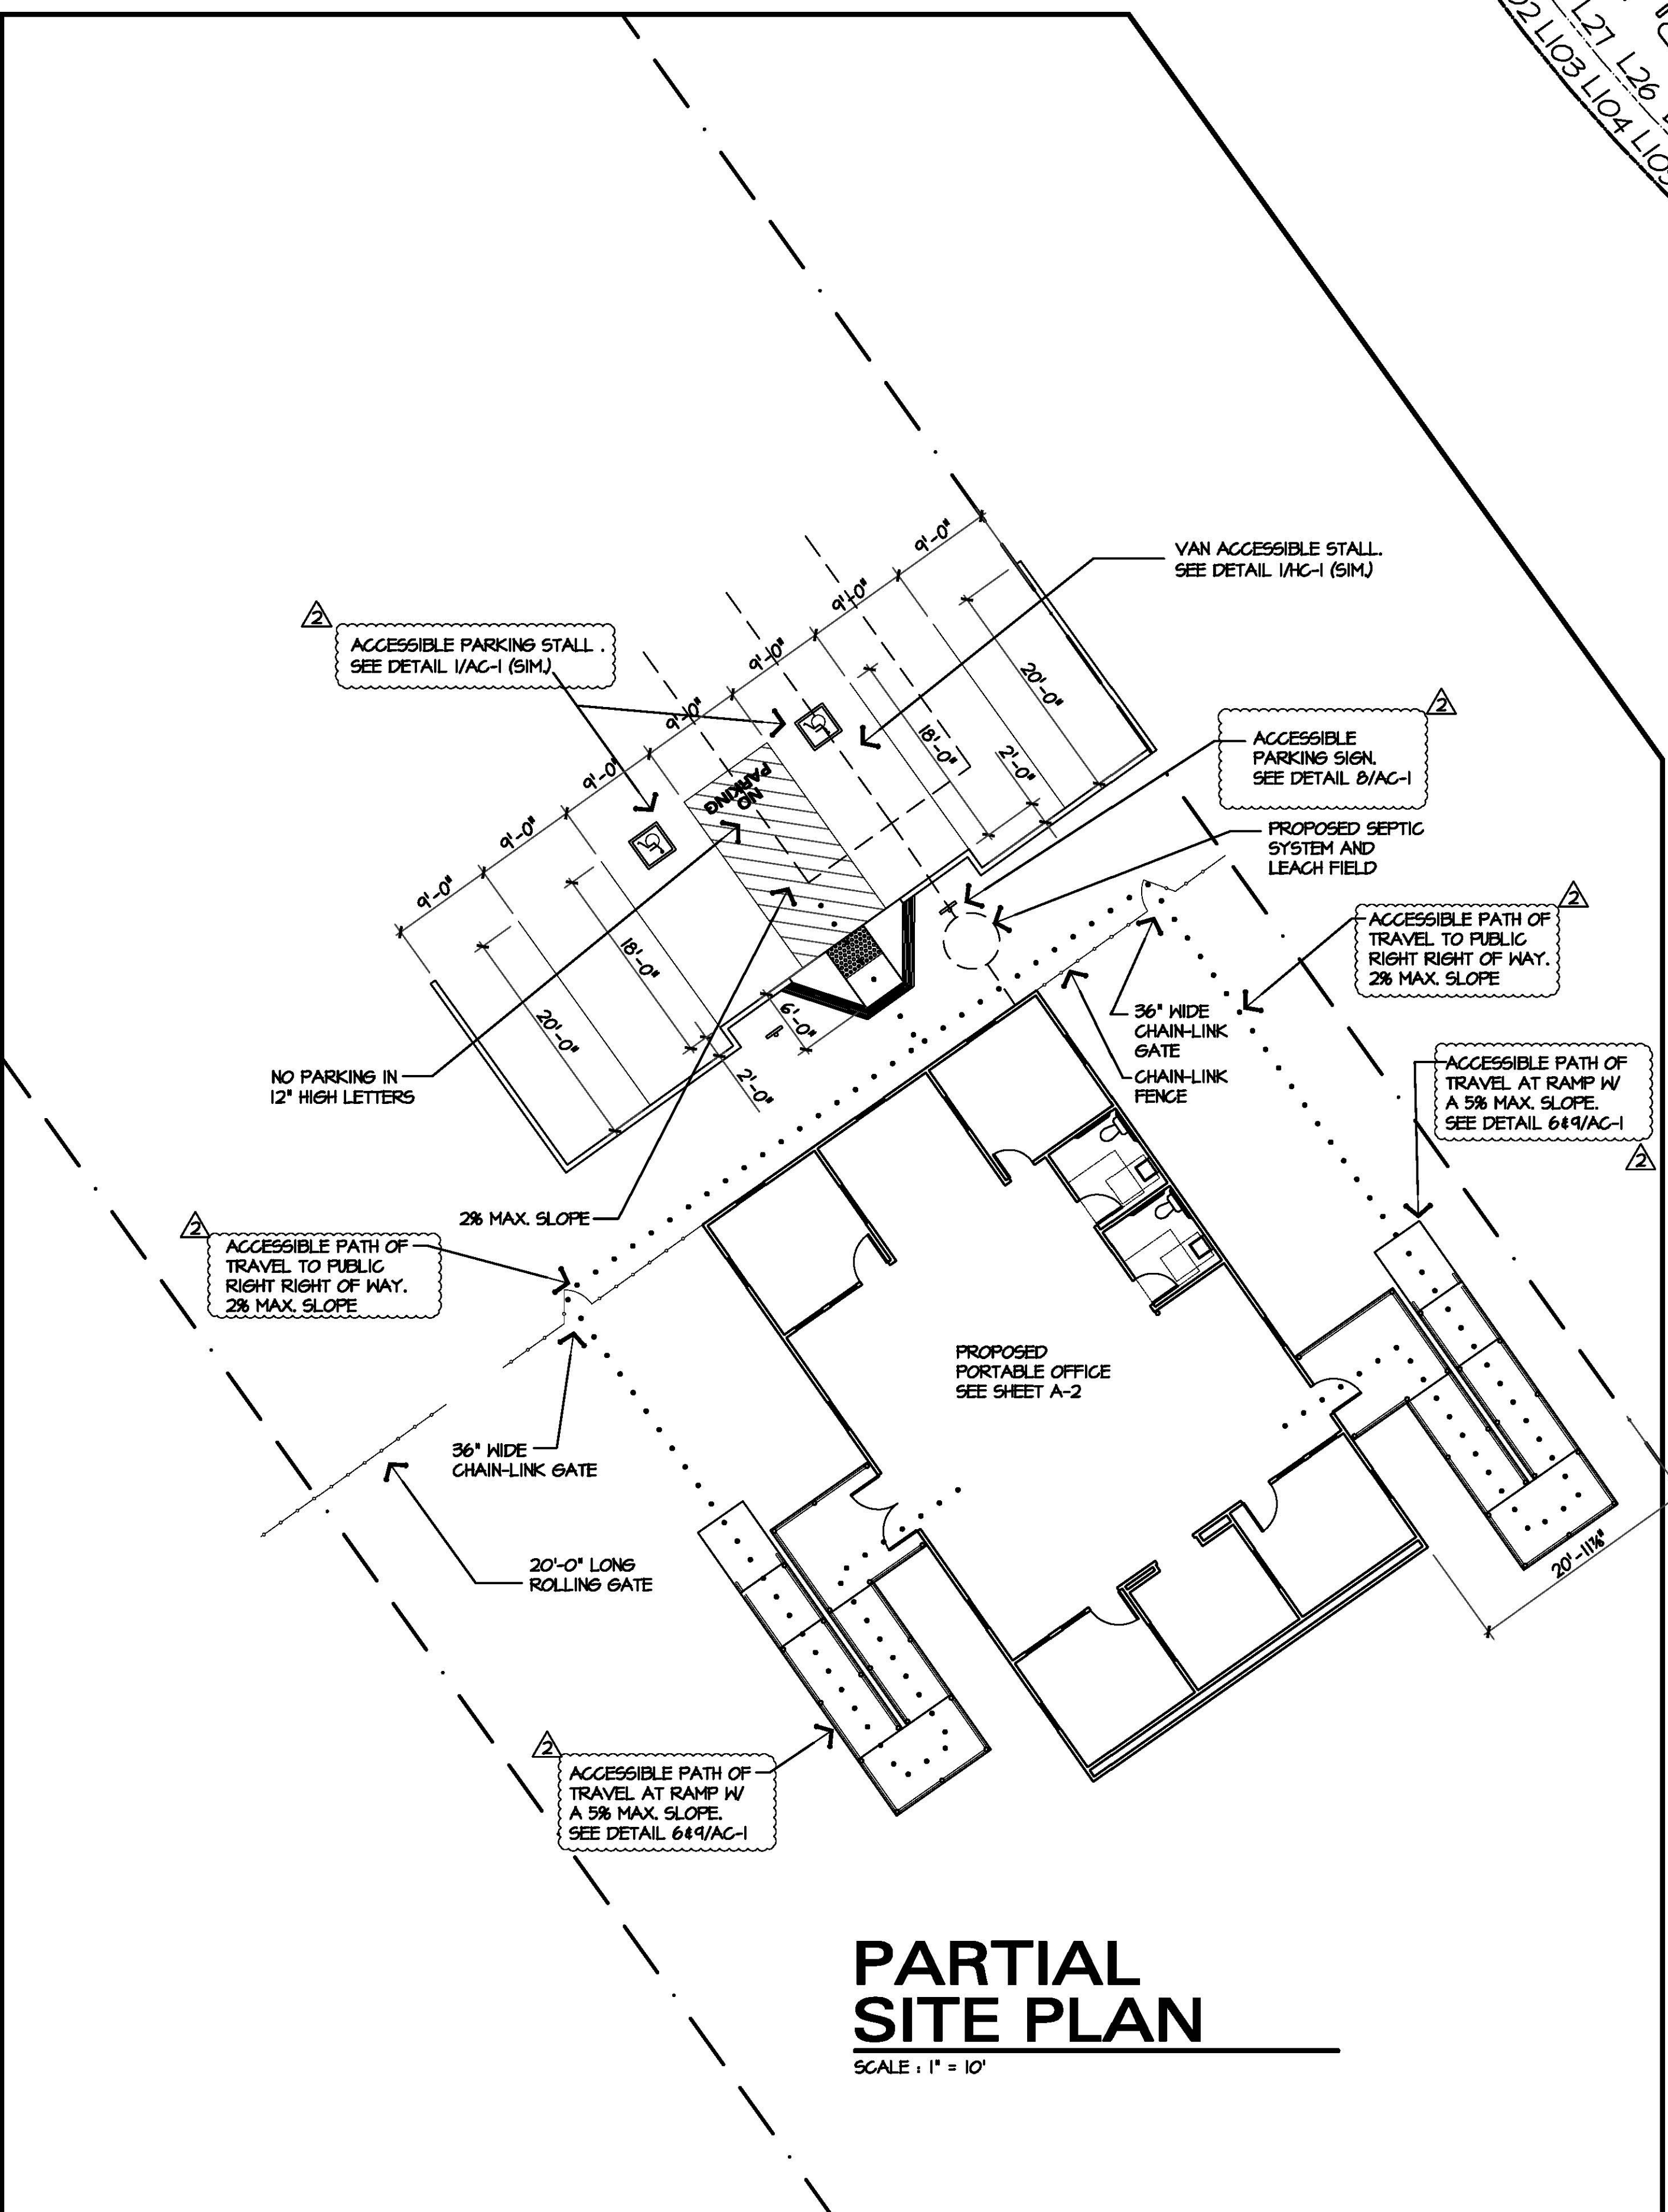 L27 L26
L103 L104 L105
9'-0"
9'-0"
9'-0"
9'-0"
9'-0"
9'-0"
9'-0"
VAN ACCESSIBLE STALL.
SEE DETAIL 1/HC-1 (SIM.)
2
ACCESSIBLE PARKING STALL .
SEE DETAIL 1/AC-1 (SIM.)
20'-0"
18'-0"
2'-0"
2
ACCESSIBLE
PARKING SIGN.
SEE DETAIL 8/AC-1
NO
PARKING
PROPOSED SEPTIC
SYSTEM AND
LEACH FIELD
2
ACCESSIBLE PATH OF
TRAVEL TO PUBLIC
RIGHT RIGHT OF WAY.
2% MAX. SLOPE
18'-0"
20'-0"
6'-0"
2'-0"
36" WIDE
CHAIN-LINK
GATE
CHAIN-LINK
FENCE
NO PARKING IN
12" HIGH LETTERS
ACCESSIBLE PATH OF
TRAVEL AT RAMP W/
A 5% MAX. SLOPE.
SEE DETAIL 6&9/AC-1
2
2% MAX. SLOPE
2
ACCESSIBLE PATH OF
TRAVEL TO PUBLIC
RIGHT RIGHT OF WAY.
2% MAX. SLOPE
PROPOSED
PORTABLE OFFICE
SEE SHEET A-2
36" WIDE
CHAIN-LINK GATE
20'-0" LONG
ROLLING GATE
20'-11⅞"
2
ACCESSIBLE PATH OF
TRAVEL AT RAMP W/
A 5% MAX. SLOPE.
SEE DETAIL 6&9/AC-1
PARTIAL
SITE PLAN
SCALE : 1" = 10'